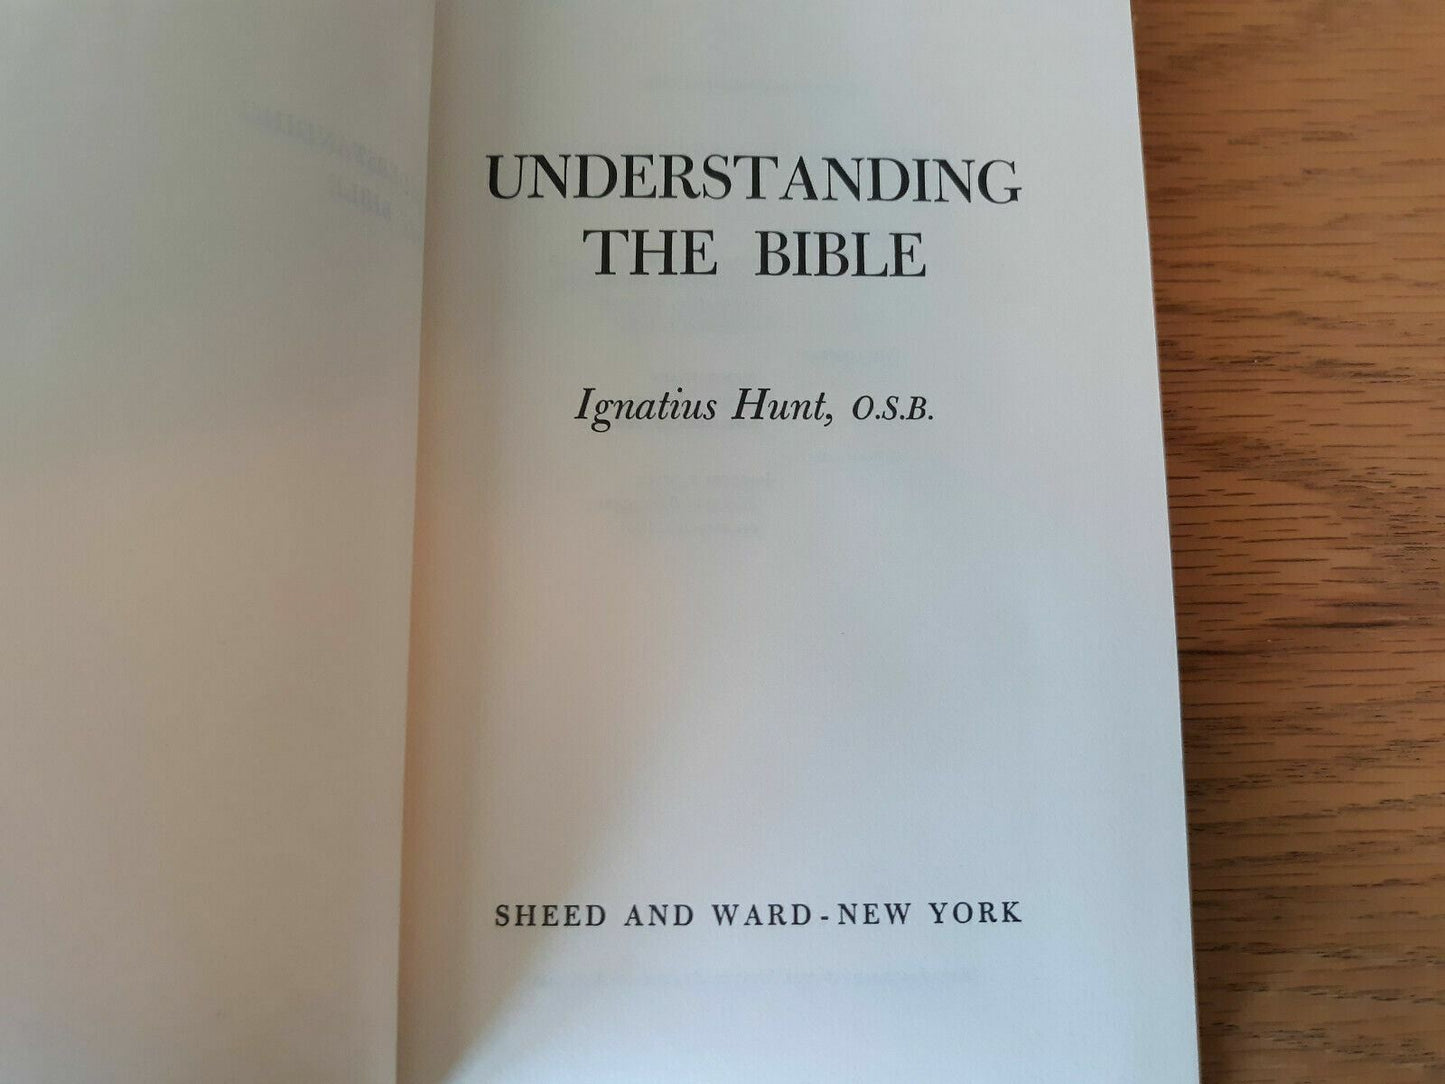 UNDERSTANDING
THE BIBLE
Ignatius Hunt, O.S.B.
SHEED AND WARD - NEW YORK